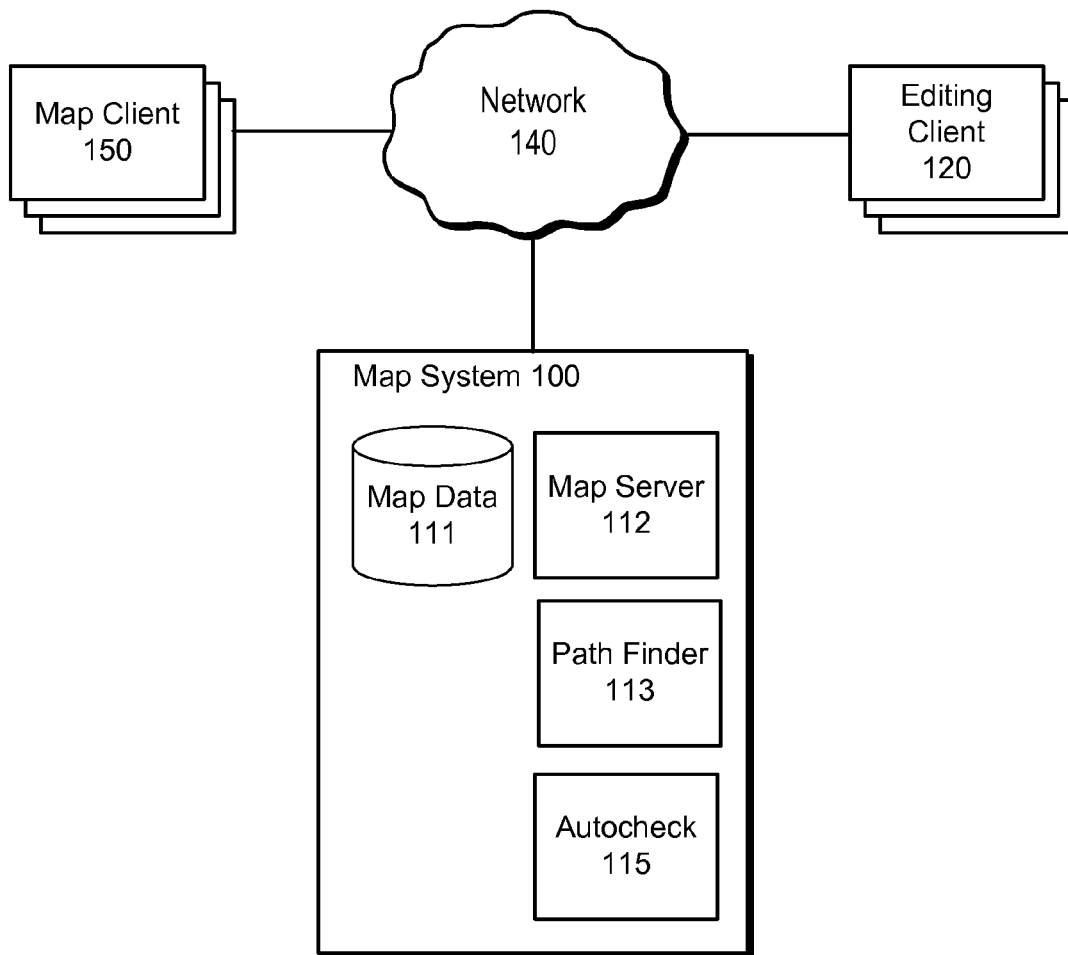 Map Client
150
Network
140
Editing
Client
120
Map System 100
Map Data
111
Map Server
112
Path Finder
113
Autocheck
115